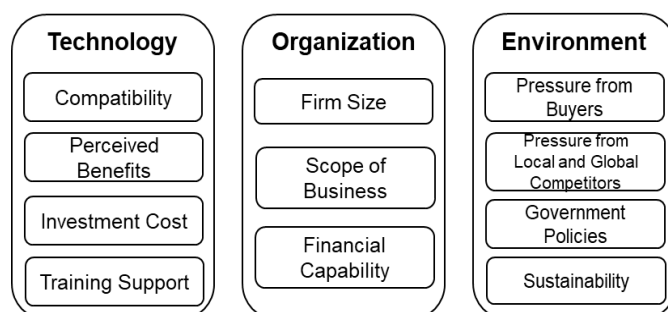 Technology
Compatibility
Perceived
Benefits
Investment Cost
Training Support
Organization
Firm Size
Scope of
Business
Financial
Capability
Environment
Pressure from
Buyers
Pressure from
Local and Global
Competitors
Government
Policies
Sustainability